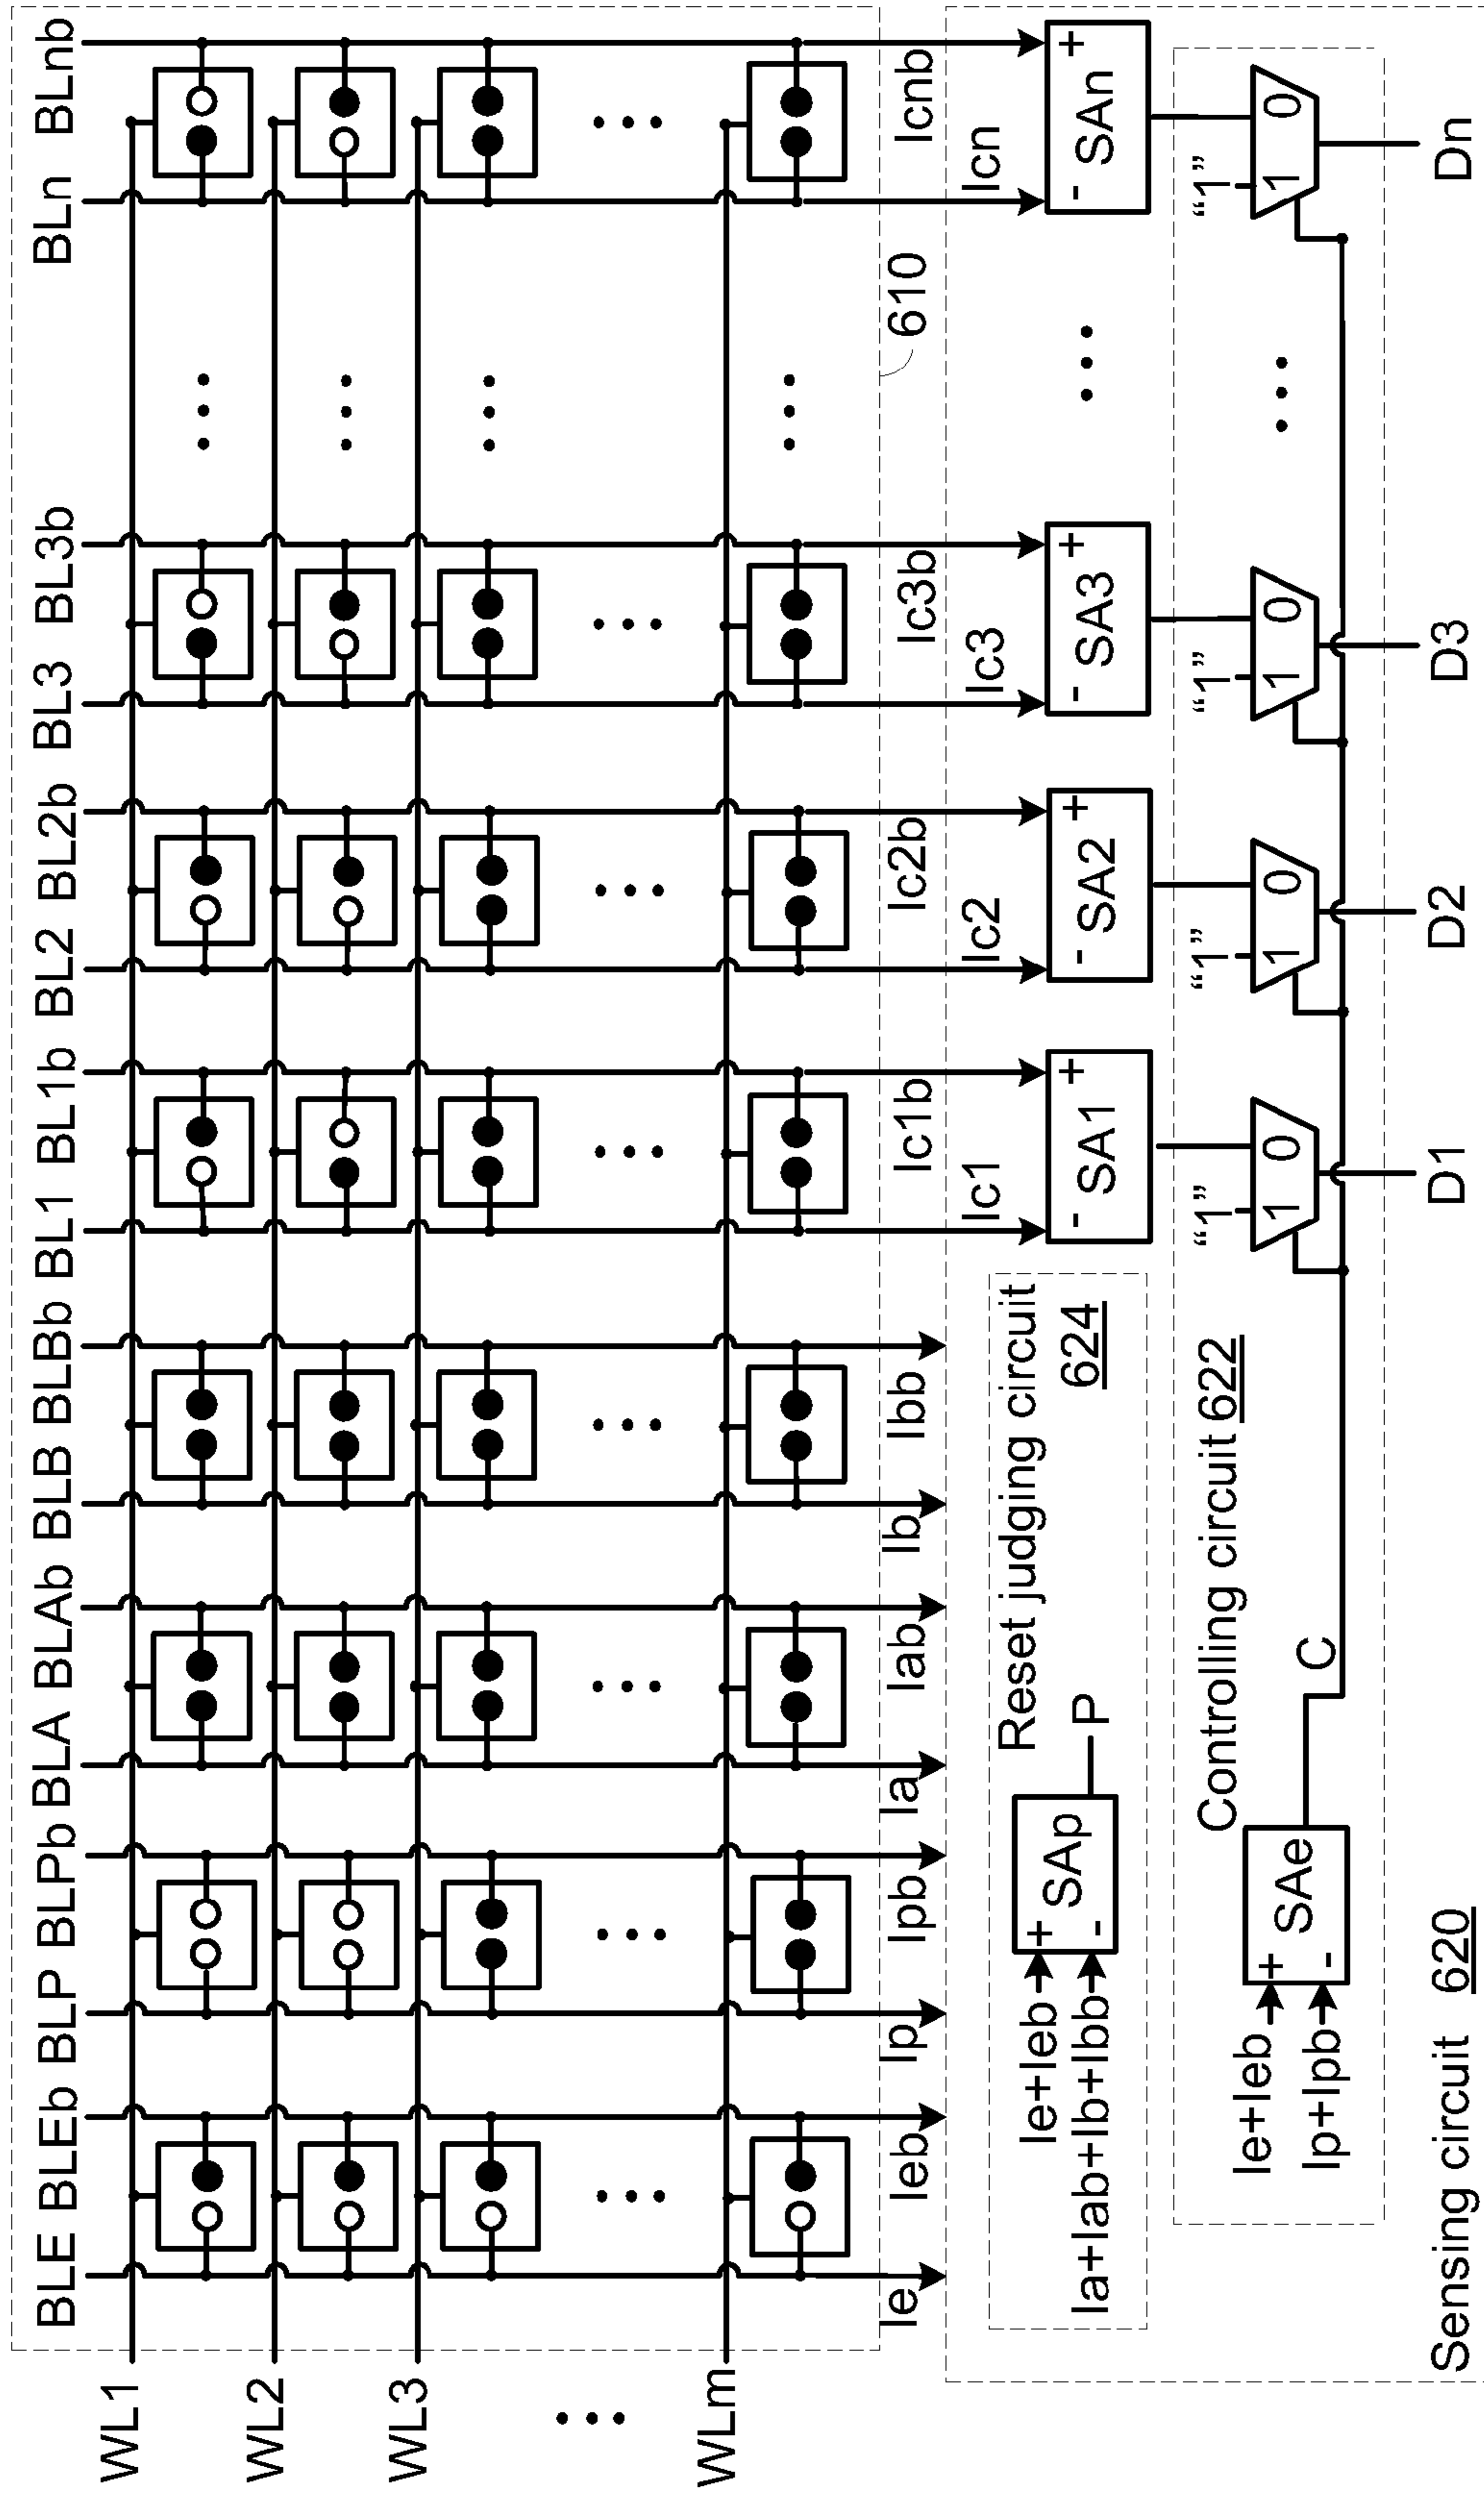 BLE BLEb BLP BLPb BLA BLAb BLB BLBb BL1 BL1b BL2 BL2b BL3 BL3b BLn BLnb
WL1
WL2
WL3
WLm
Ie Ieb Ip Ipb Ia Iab Ib Ibb Ic1 Ic1b Ic2 Ic2b Ic3 Ic3b Icn Icnb
610
Reset judging circuit
624
Ie+Ieb
Ia+Iab+Ib+Ibb
+
-
SAp
P
- SA1 +
- SA2 +
- SA3 +
- SAn +
Controlling circuit 622
Ie+Ieb
Ip+Ipb
+
-
SAe
C
“1” “1” “1” “1”
1 0
1 0
1 0
1 0
Sensing circuit 620
D1 D2 D3 Dn